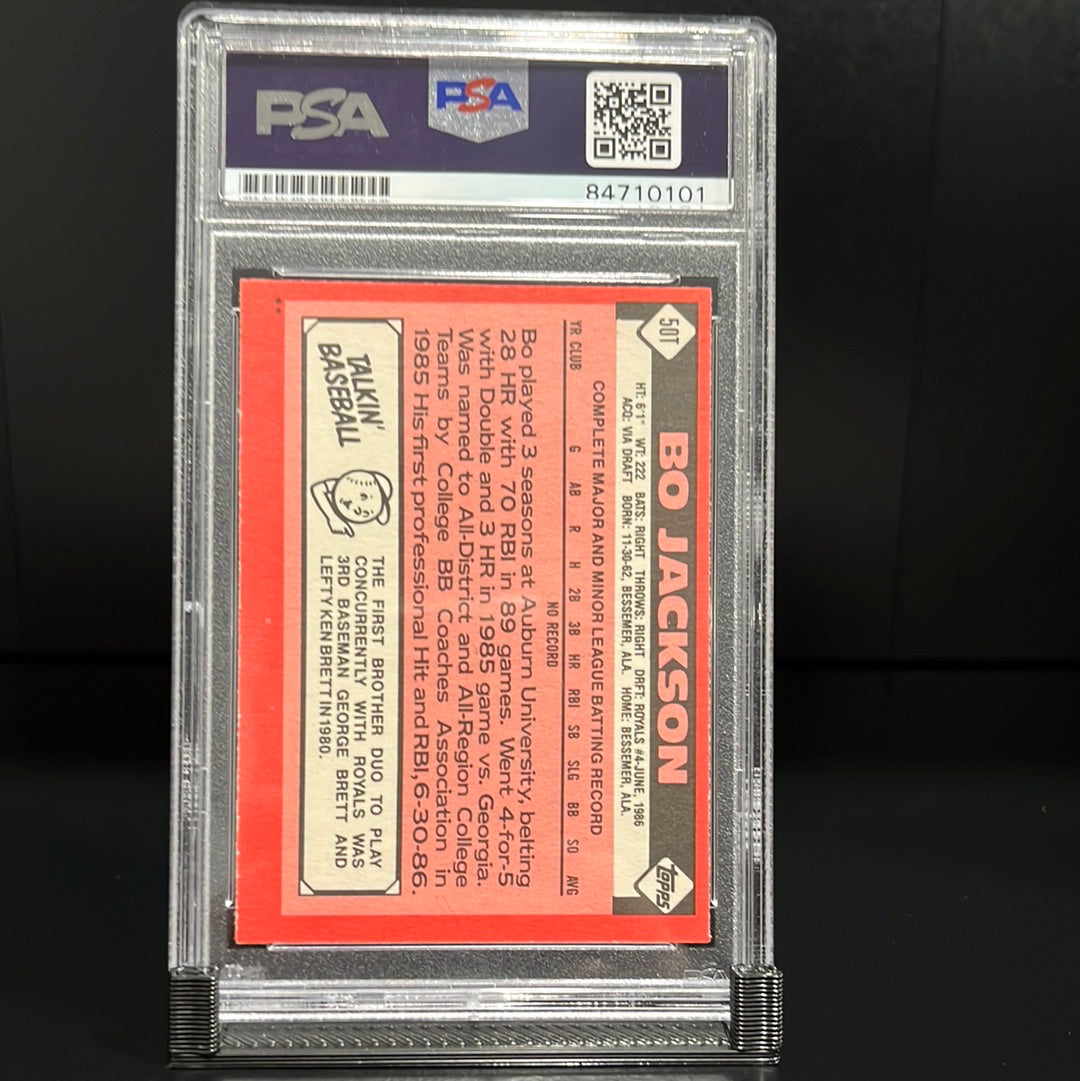 PSA
PSA
84710101
50T
BO JACKSON
topps
HT: 6'1" WT: 222 BATS: RIGHT THROWS: RIGHT DRFT: ROYALS #4-JUNE, 1986
ACQ: VIA DRAFT BORN: 11-30-62, BESSEMER, ALA. HOME: BESSEMER, ALA.
COMPLETE MAJOR AND MINOR LEAGUE BATTING RECORD
YR CLUB G AB R H 2B 3B HR RBI SB SLG BB SO AVG
NO RECORD
Bo played 3 seasons at Auburn University, belting
28 HR with 70 RBI in 89 games. Went 4-for-5
with Double and 3 HR in 1985 game vs. Georgia.
Was named to All-District and All-Region College
Teams by College BB Coaches Association in
1985 His first professional Hit and RBI, 6-30-86.
TALKIN'
BASEBALL
THE FIRST BROTHER DUO TO PLAY
CONCURRENTLY WITH ROYALS WAS
3RD BASEMAN GEORGE BRETT AND
LEFTY KEN BRETT IN 1980.
**